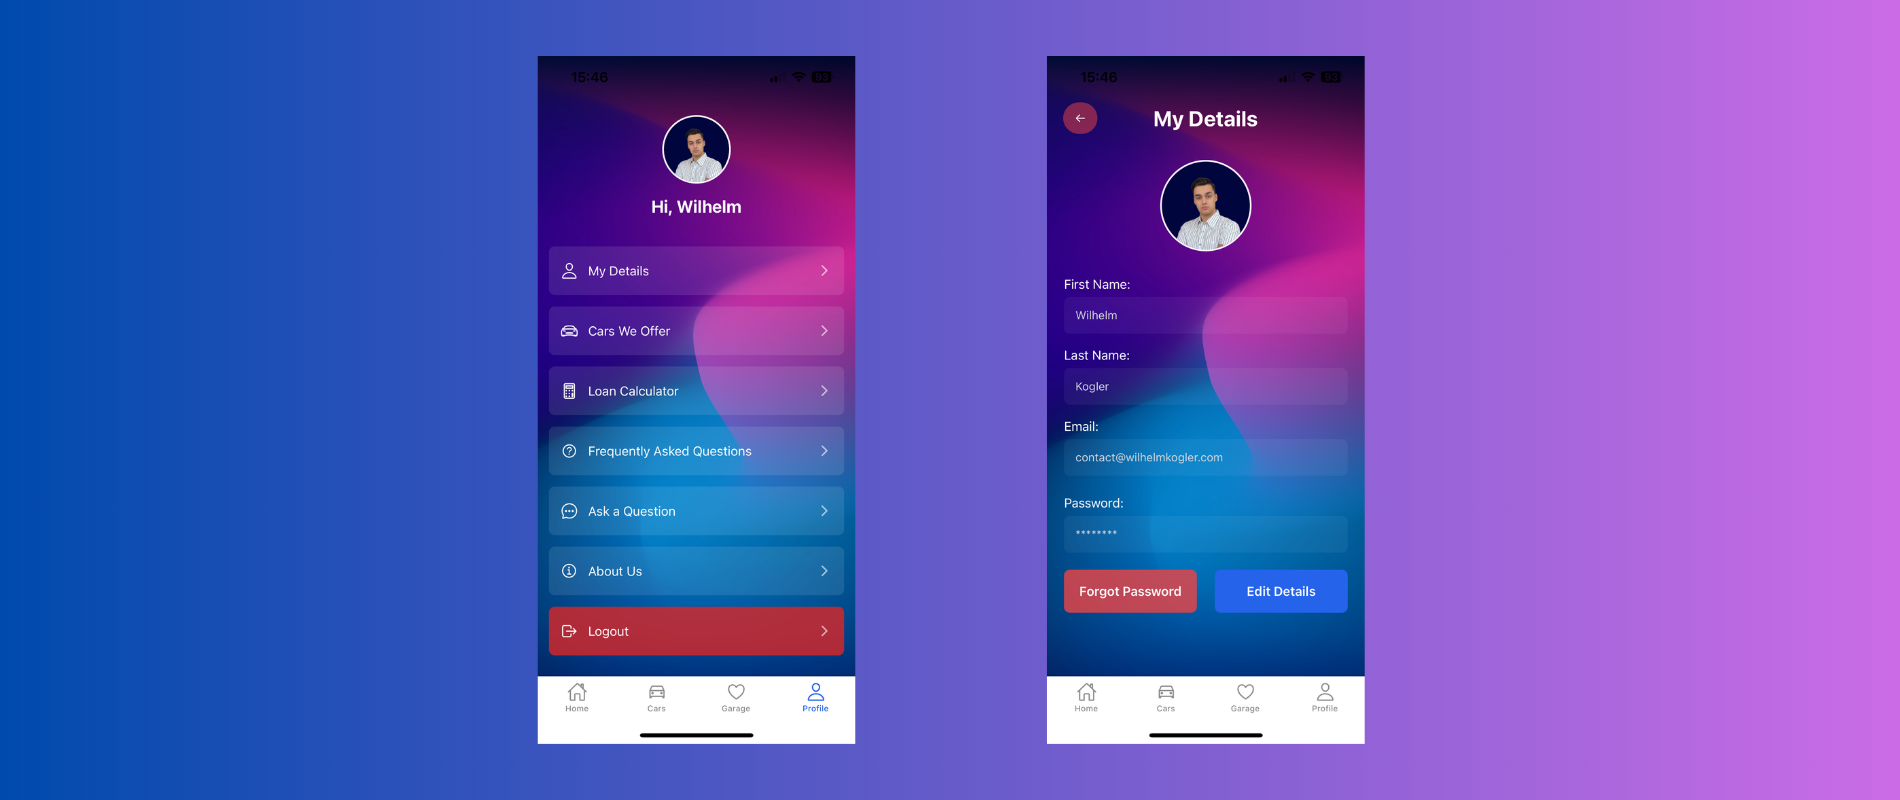 15:46
93
Hi, Wilhelm
My Details
Cars We Offer
Loan Calculator
Frequently Asked Questions
Ask a Question
About Us
Logout
Home Cars Garage Profile
15:46
93
My Details
First Name:
Wilhelm
Last Name:
Kogler
Email:
contact@wilhelmkogler.com
Password:
********
Forgot Password Edit Details
Home Cars Garage Profile